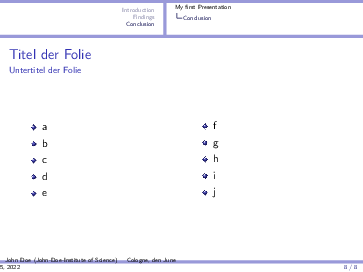 Introduction
Findings
Conclusion
My first Presentation
Conclusion
Titel der Folie
Untertitel der Folie
a
b
c
d
e
f
g
h
i
j
John Doe (John-Doe-Institute of Science) Cologne, den June
5, 2022
8 / 8